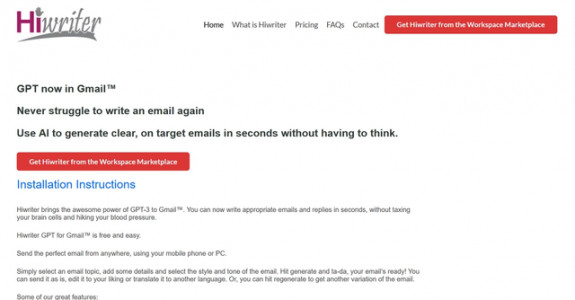 Hiwriter
Home What is Hiwriter Pricing FAQs Contact Get Hiwriter from the Workspace Marketplace
GPT now in Gmail™
Never struggle to write an email again
Use AI to generate clear, on target emails in seconds without having to think.
Get Hiwriter from the Workspace Marketplace
Installation Instructions
Hiwriter brings the awesome power of GPT-3 to Gmail™. You can now write appropriate emails and replies in seconds, without taxing
your brain cells and hiking your blood pressure.
Hiwriter GPT for Gmail™ is free and easy.
Send the perfect email from anywhere, using your mobile phone or PC.
Simply select an email topic, add some details and select the style and tone of the email. Hil generate and ta-da, your email's ready! You
can send it as is, edit it to your liking or translate it to another language. Or, you can hil regenerate to get another variation of the email.
Some of our great features: